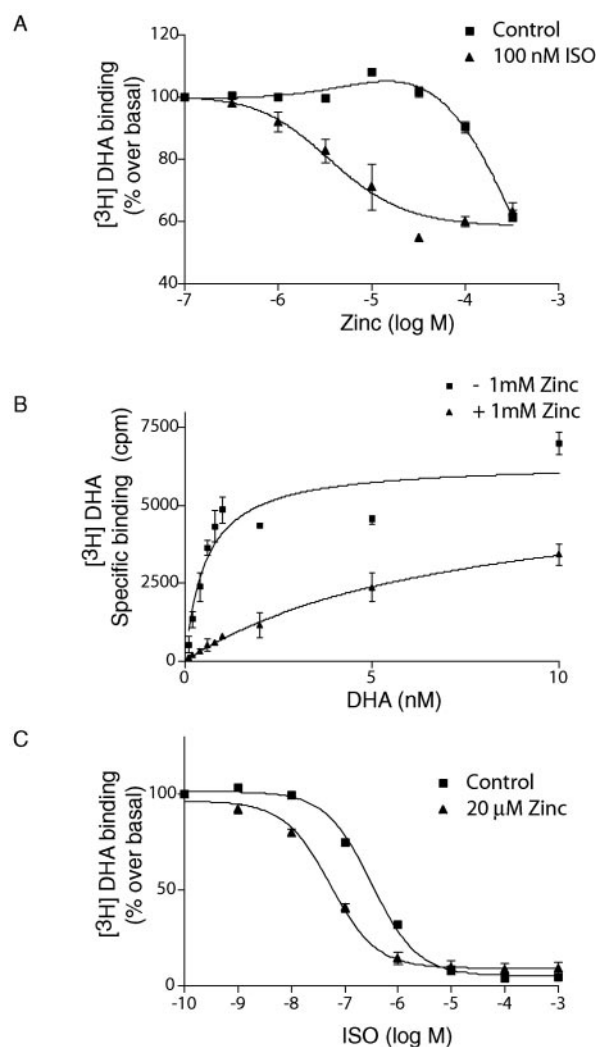 A
Control
100 nM ISO
[3H] DHA binding
(% over basal)
120
100
80
60
40
-7
-6
-5
-4
-3
Zinc (log M)
B
- 1mM Zinc
+ 1mM Zinc
[3H] DHA
Specific binding (cpm)
7500
5000
2500
0
0
5
10
DHA (nM)
C
Control
20 µM Zinc
[3H] DHA binding
(% over basal)
100
50
0
-10
-9
-8
-7
-6
-5
-4
-3
ISO (log M)